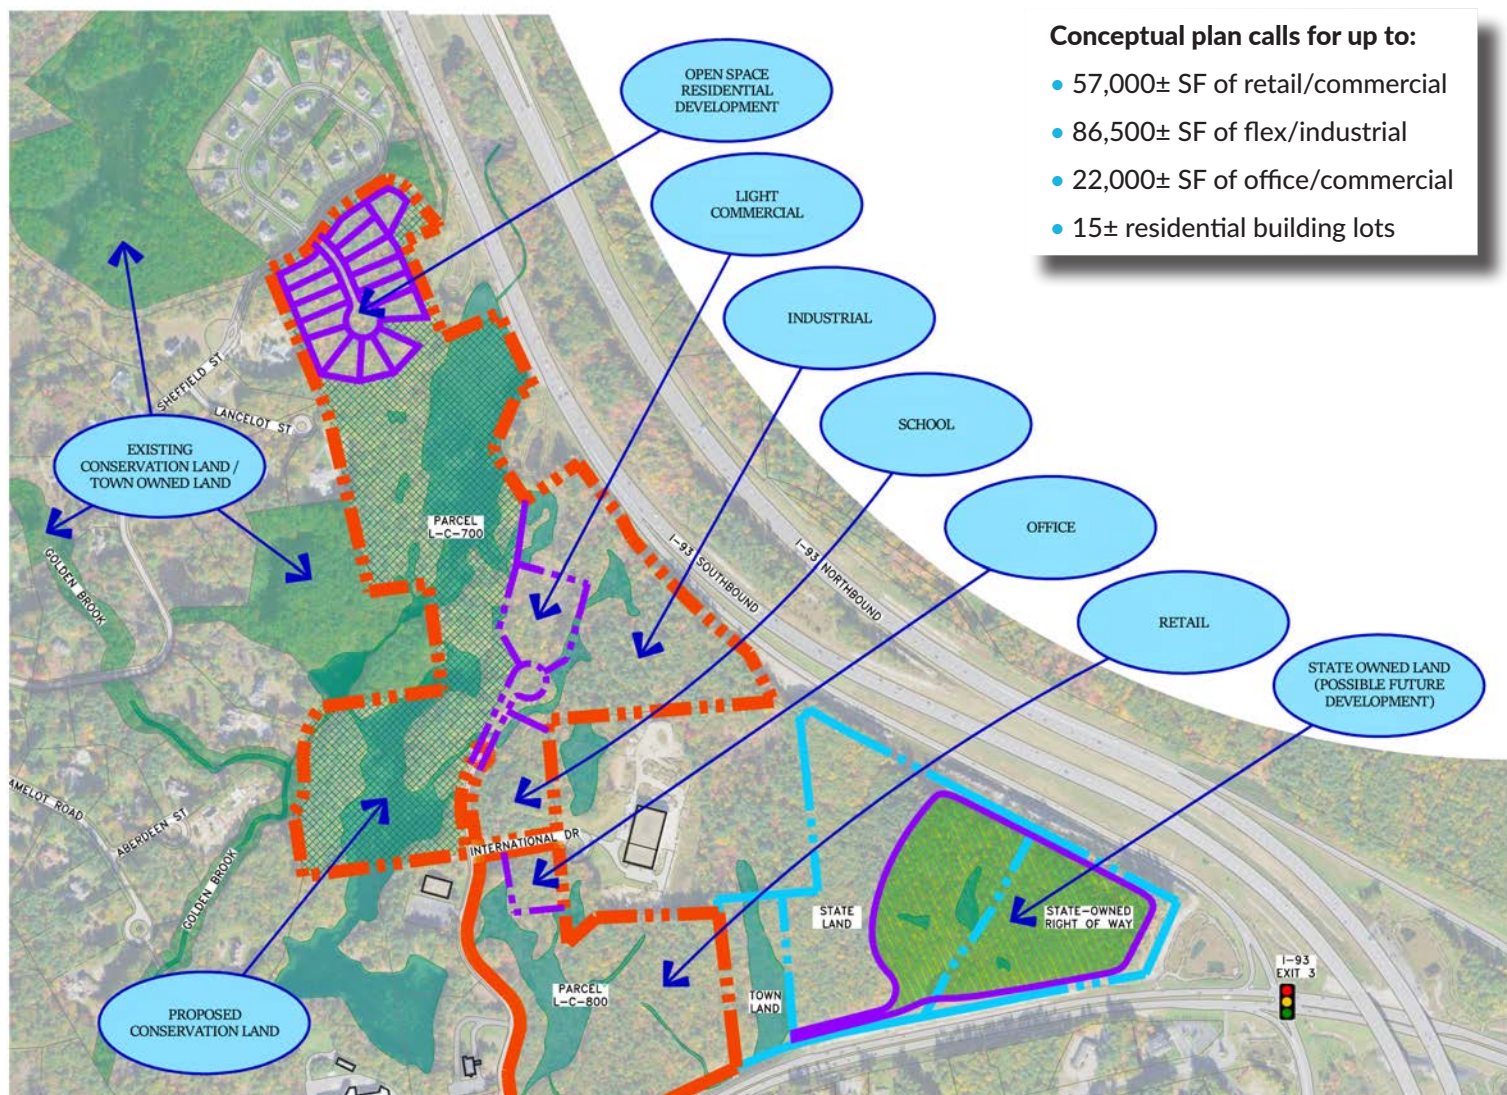 Conceptual plan calls for up to:
• 57,000± SF of retail/commercial
• 86,500± SF of flex/industrial
• 22,000± SF of office/commercial
• 15± residential building lots
OPEN SPACE
RESIDENTIAL
DEVELOPMENT
LIGHT
COMMERCIAL
INDUSTRIAL
SCHOOL
OFFICE
RETAIL
STATE OWNED LAND
(POSSIBLE FUTURE
DEVELOPMENT)
EXISTING
CONSERVATION LAND /
TOWN OWNED LAND
PROPOSED
CONSERVATION LAND
SHEFFIELD ST
LANCELOT ST
PARCEL
L-C-700
I-93 SOUTHBOUND
I-93 NORTHBOUND
GOLDEN BROOK
AMELOT ROAD
ABERDEEN ST
GOLDEN BROOK
INTERNATIONAL DR
STATE
LAND
STATE-OWNED
RIGHT OF WAY
I-93
EXIT 3
PARCEL
L-C-800
TOWN
LAND